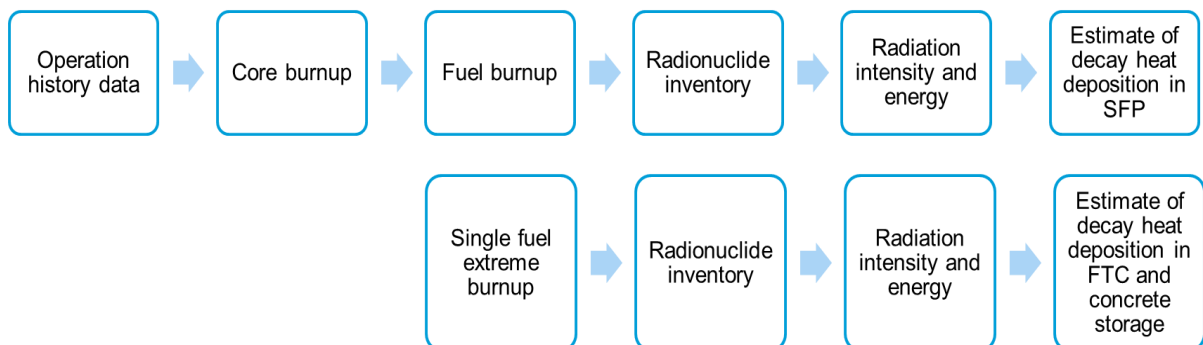 Operation
history data
Core burnup
Fuel burnup
Radionuclide
inventory
Radiation
intensity and
energy
Estimate of
decay heat
deposition in
SFP
Single fuel
extreme
burnup
Radionuclide
inventory
Radiation
intensity and
energy
Estimate of
decay heat
deposition in
FTC and
concrete
storage